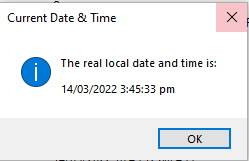 Current Date & Time
The real local date and time is:
14/03/2022 3:45:33 pm
OK